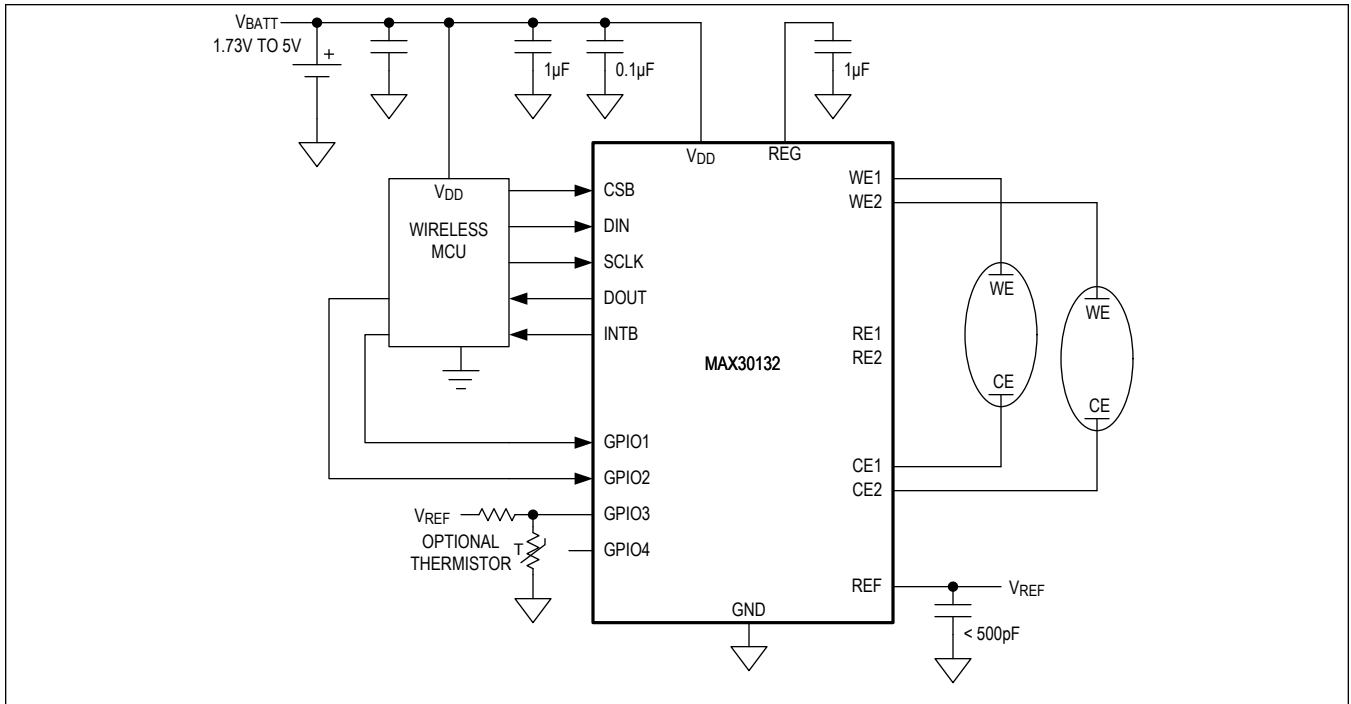 VBATT
1.73V TO 5V
+
1µF
0.1µF
1µF
VDD
REG
VDD
WIRELESS
MCU
CSB
DIN
SCLK
DOUT
INTB
GPIO1
GPIO2
GPIO3
GPIO4
VREF
OPTIONAL
THERMISTOR
T
MAX30132
WE1
WE2
RE1
RE2
CE1
CE2
REF
GND
WE
CE
WE
CE
VREF
< 500pF